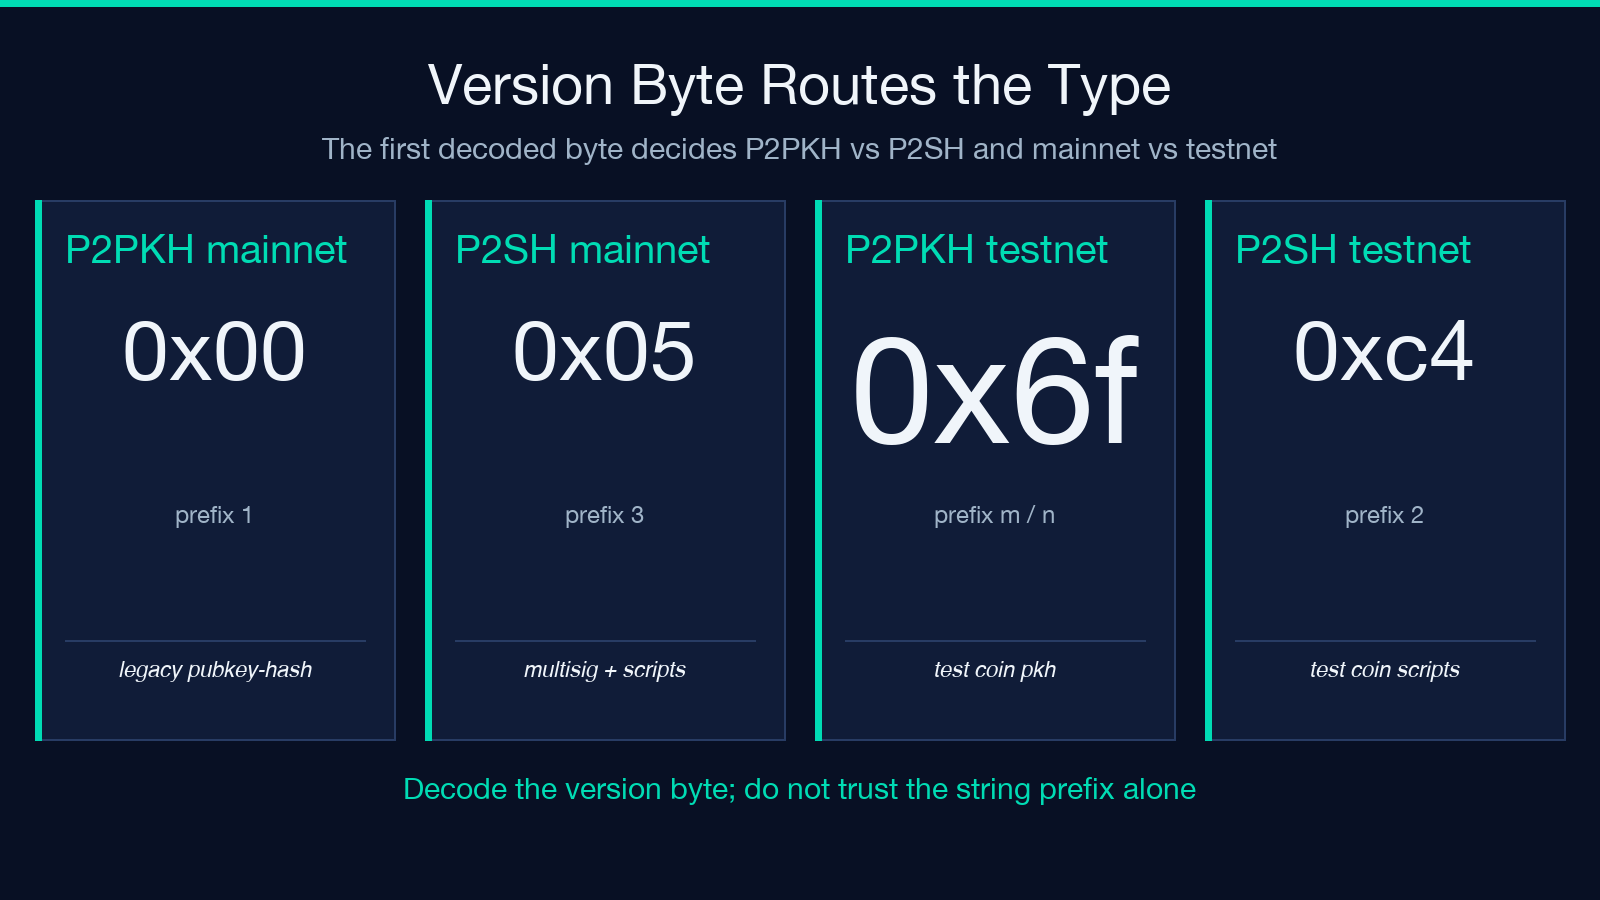 Version Byte Routes the Type
The first decoded byte decides P2PKH vs P2SH and mainnet vs testnet
P2PKH mainnet
0x00
prefix 1
legacy pubkey-hash
P2SH mainnet
0x05
prefix 3
multisig + scripts
P2PKH testnet
0x6f
prefix m / n
test coin pkh
P2SH testnet
0xc4
prefix 2
test coin scripts
Decode the version byte; do not trust the string prefix alone